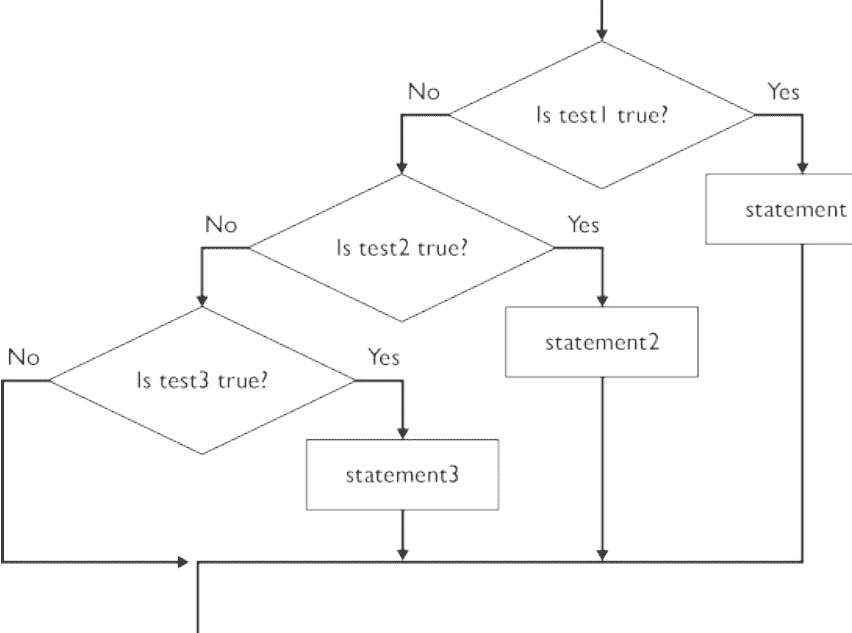 No
Yes
Is test1 true?
statement
No
Yes
Is test2 true?
statement2
No
Yes
Is test3 true?
statement3